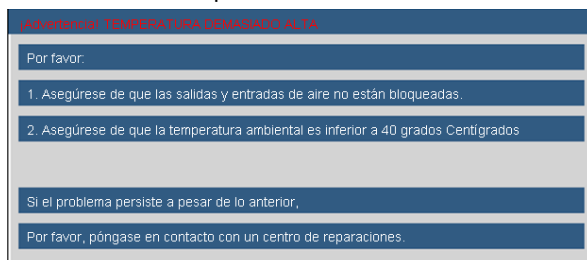 ¡Advertencia! TEMPERATURA DEMASIADO ALTA
Por favor:
1. Asegúrese de que las salidas y entradas de aire no están bloqueadas.
2. Asegúrese de que la temperatura ambiental es inferior a 40 grados Centígrados
Si el problema persiste a pesar de lo anterior,
Por favor, póngase en contacto con un centro de reparaciones.